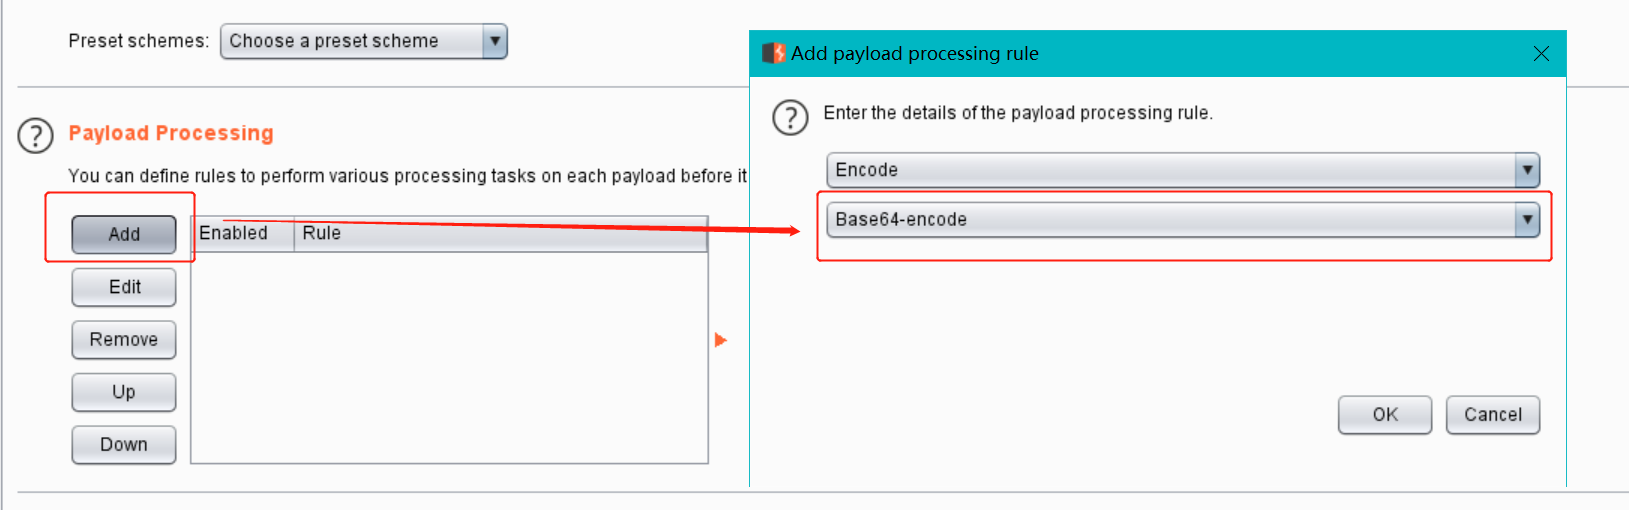 Preset schemes: Choose a preset scheme
Payload Processing
You can define rules to perform various processing tasks on each payload before it
Add
Enabled Rule
Edit
Remove
Up
Down
Add payload processing rule
Enter the details of the payload processing rule.
Encode
Base64-encode
OK Cancel